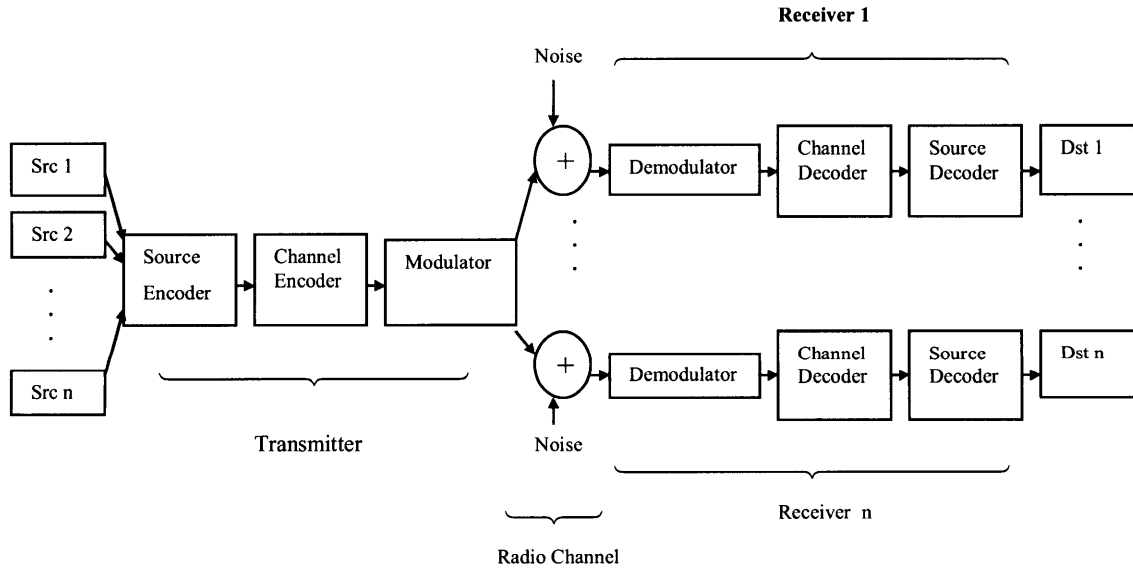 Receiver 1
Noise
Src 1
Src 2
Src n
Source
Encoder
Channel
Encoder
Modulator
Transmitter
+
Demodulator
Channel
Decoder
Source
Decoder
Dst 1
+
Demodulator
Channel
Decoder
Source
Decoder
Dst n
Noise
Receiver n
Radio Channel